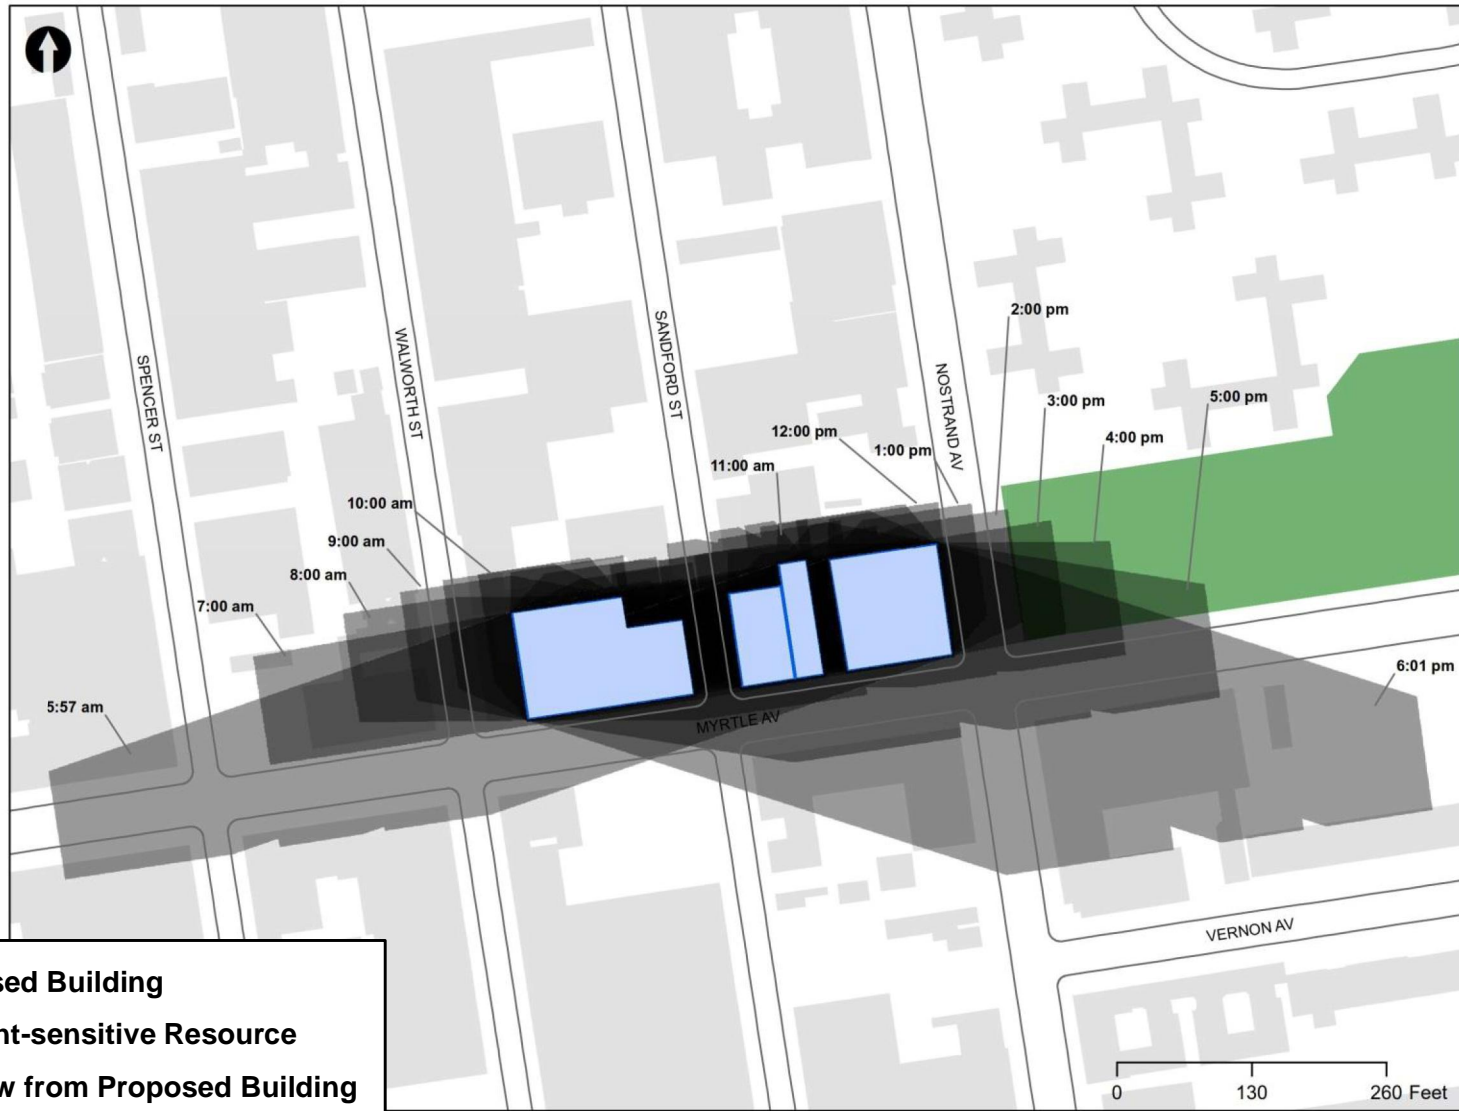 2:00 pm
SPENCER ST
WALWORTH ST
SANDFORD ST
NOSTRAND AV
3:00 pm
5:00 pm
4:00 pm
12:00 pm
1:00 pm
11:00 am
10:00 am
9:00 am
8:00 am
7:00 am
6:01 pm
5:57 am
MYRTLE AV
VERNON AV
sed Building
nt-sensitive Resource
w from Proposed Building
0 130 260 Feet